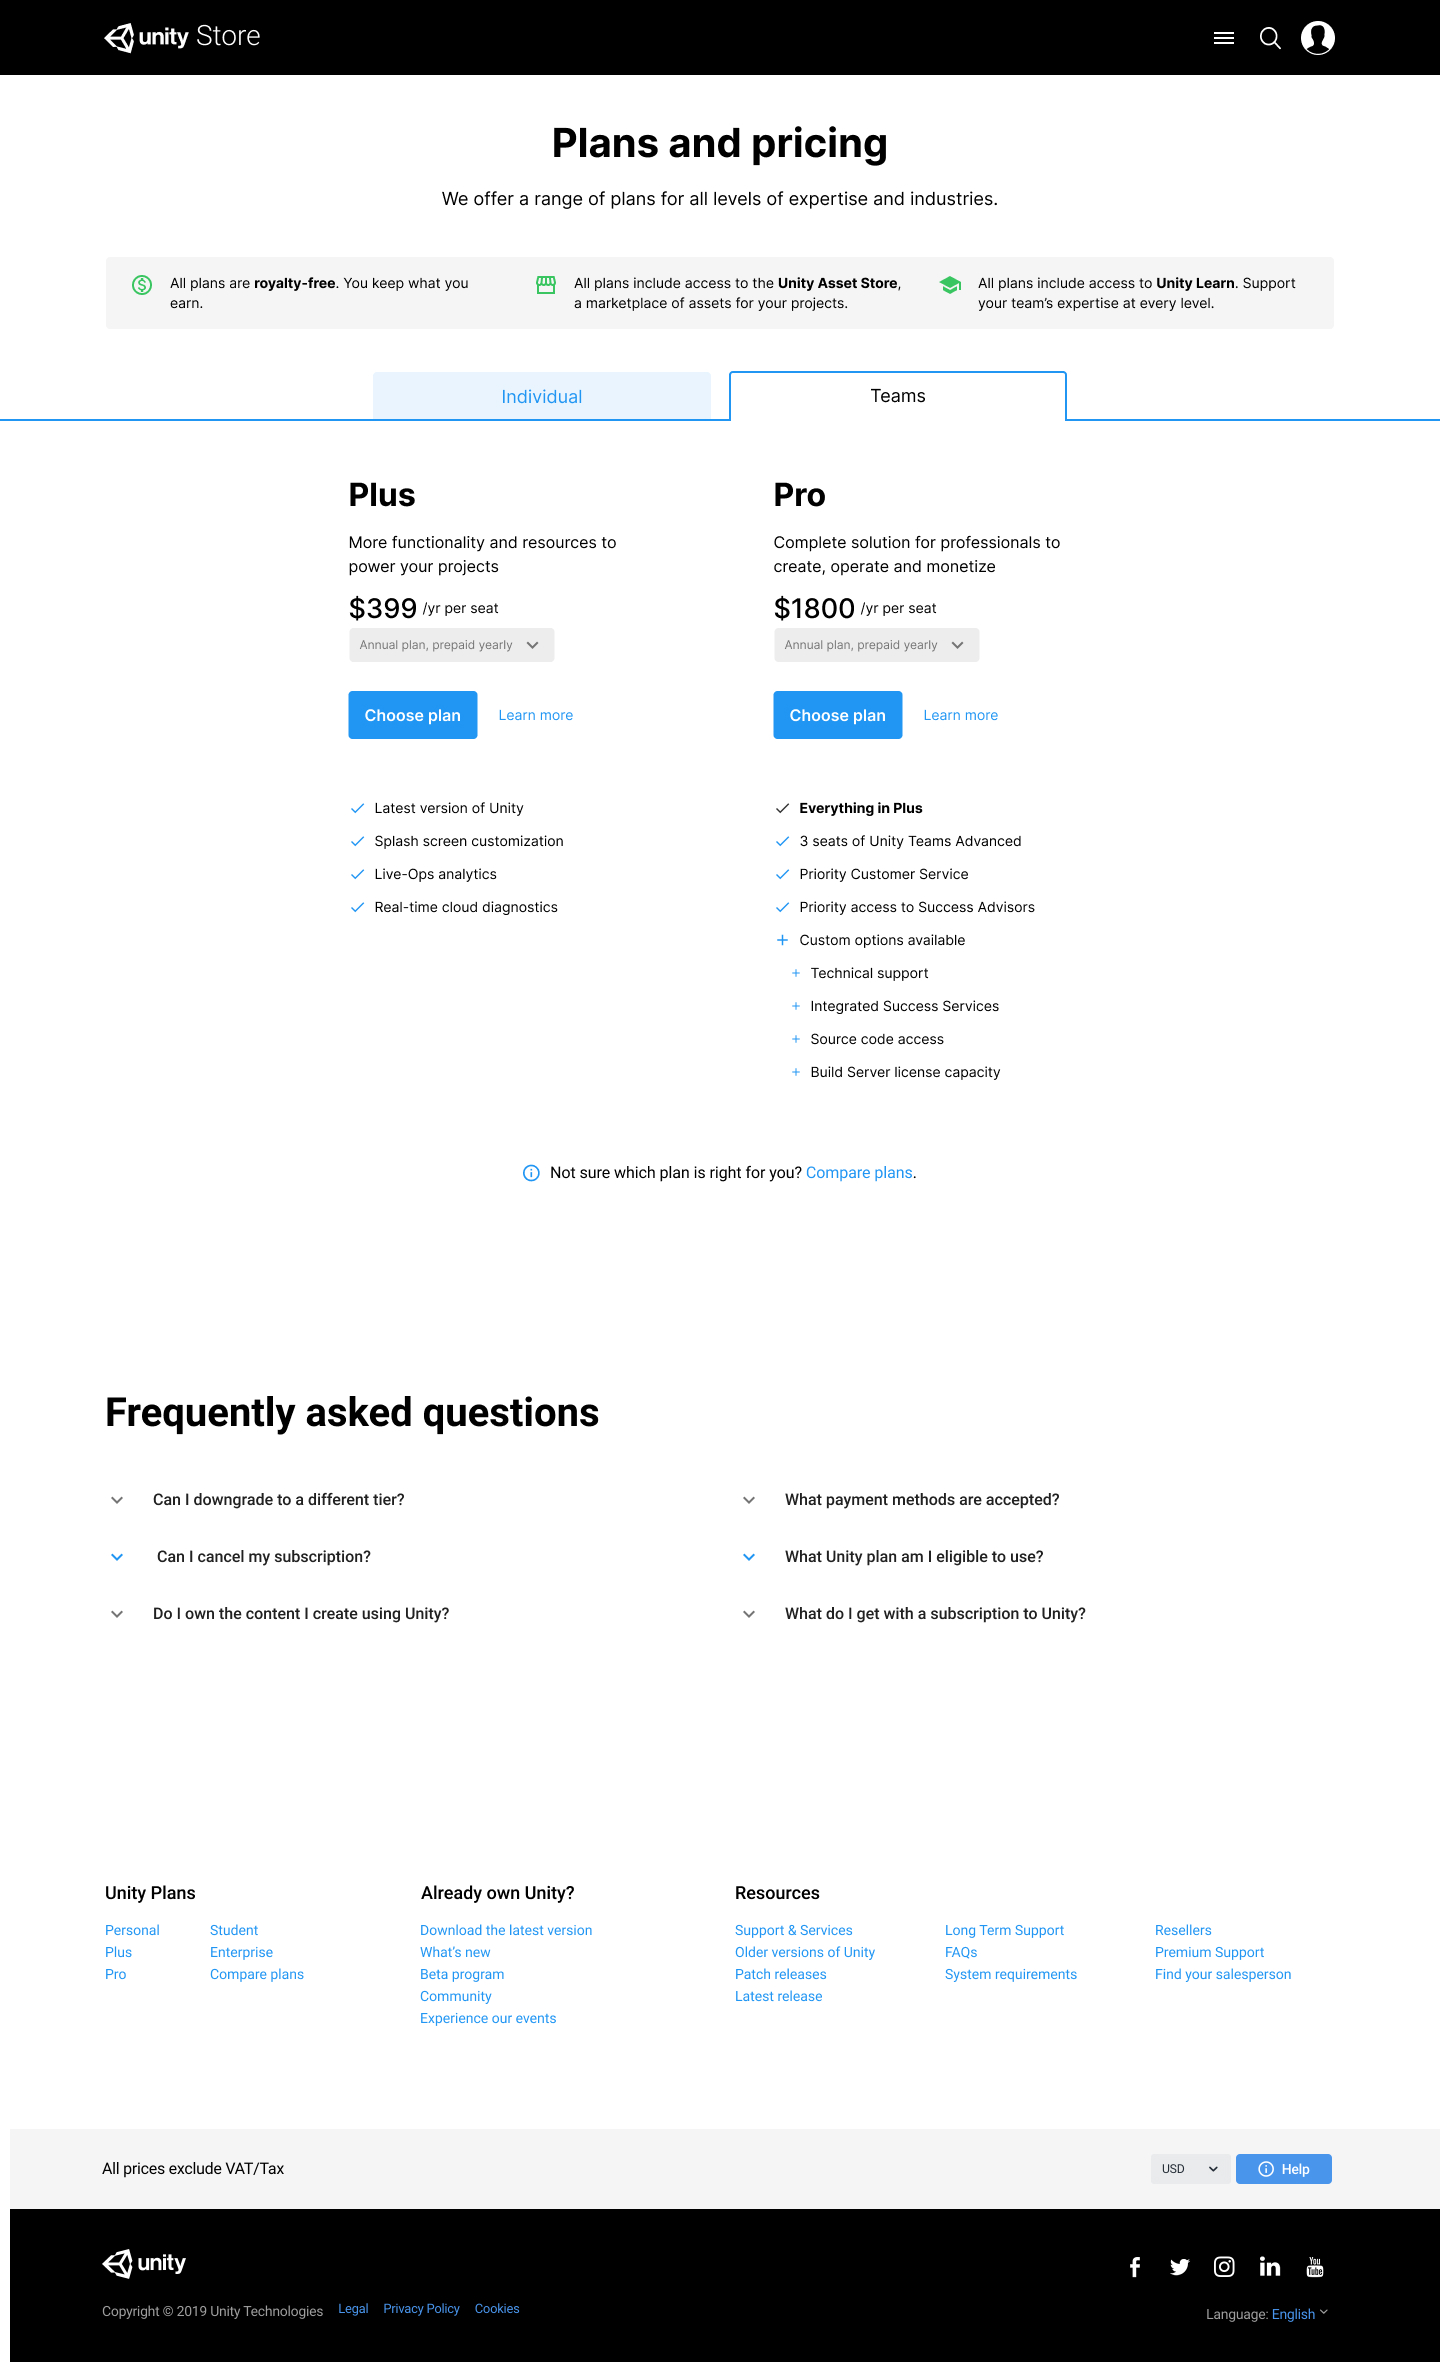 unity Store
Plans and pricing
We offer a range of plans for all levels of expertise and industries.
All plans are royalty-free. You keep what you
earn.
All plans include access to the Unity Asset Store,
a marketplace of assets for your projects.
All plans include access to Unity Learn. Support
your team’s expertise at every level.
Individual
Teams
Plus
More functionality and resources to
power your projects
$399 /yr per seat
Annual plan, prepaid yearly
Choose plan
Learn more
Latest version of Unity
Splash screen customization
Live-Ops analytics
Real-time cloud diagnostics
Pro
Complete solution for professionals to
create, operate and monetize
$1800 /yr per seat
Annual plan, prepaid yearly
Choose plan
Learn more
Everything in Plus
3 seats of Unity Teams Advanced
Priority Customer Service
Priority access to Success Advisors
Custom options available
Technical support
Integrated Success Services
Source code access
Build Server license capacity
Not sure which plan is right for you? Compare plans.
Frequently asked questions
Can I downgrade to a different tier?
Can I cancel my subscription?
Do I own the content I create using Unity?
What payment methods are accepted?
What Unity plan am I eligible to use?
What do I get with a subscription to Unity?
Unity Plans
Personal
Plus
Pro
Student
Enterprise
Compare plans
Already own Unity?
Download the latest version
What’s new
Beta program
Community
Experience our events
Resources
Support & Services
Older versions of Unity
Patch releases
Latest release
Long Term Support
FAQs
System requirements
Resellers
Premium Support
Find your salesperson
All prices exclude VAT/Tax
USD
Help
unity
You
Tube
Copyright © 2019 Unity Technologies
Legal
Privacy Policy
Cookies
Language: English